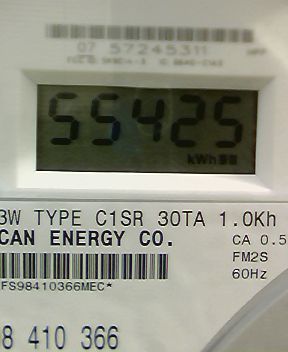 07 57245311
55425
kWh
3W TYPE C1SR 30TA 1.0Kh
CAN ENERGY CO.
CA 0.5
FM2S
60Hz
FS98410366MEC*
98 410 366